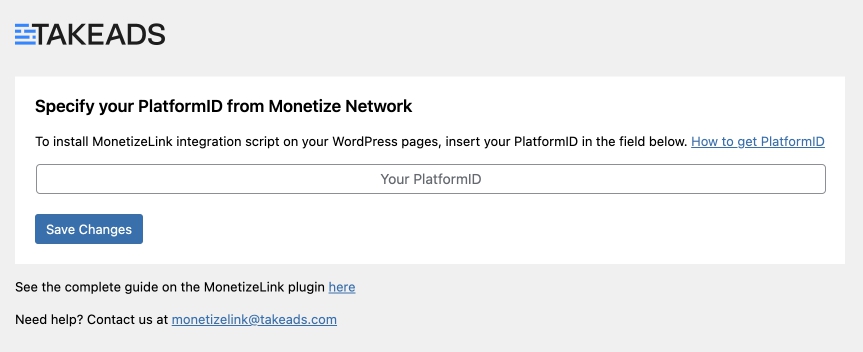 TAKEADS
Specify your PlatformID from Monetize Network
To install MonetizeLink integration script on your WordPress pages, insert your PlatformID in the field below. How to get PlatformID
Your PlatformID
Save Changes
See the complete guide on the MonetizeLink plugin here
Need help? Contact us at monetizelink@takeads.com